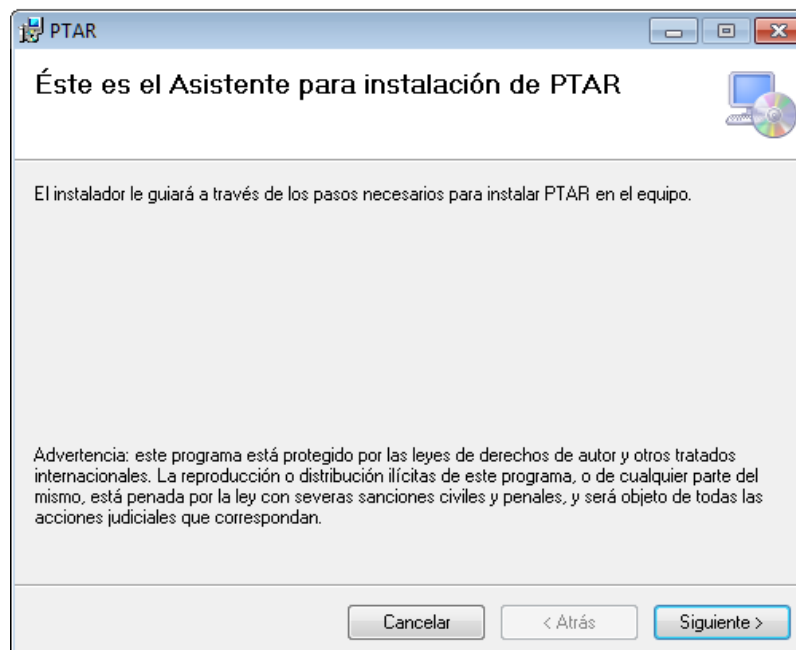 PTAR
Éste es el Asistente para instalación de PTAR
El instalador le guiará a través de los pasos necesarios para instalar PTAR en el equipo.
Advertencia: este programa está protegido por las leyes de derechos de autor y otros tratados
internacionales. La reproducción o distribución ilícitas de este programa, o de cualquier parte del
mismo, está penada por la ley con severas sanciones civiles y penales, y será objeto de todas las
acciones judiciales que correspondan.
Cancelar
< Atrás
Siguiente >